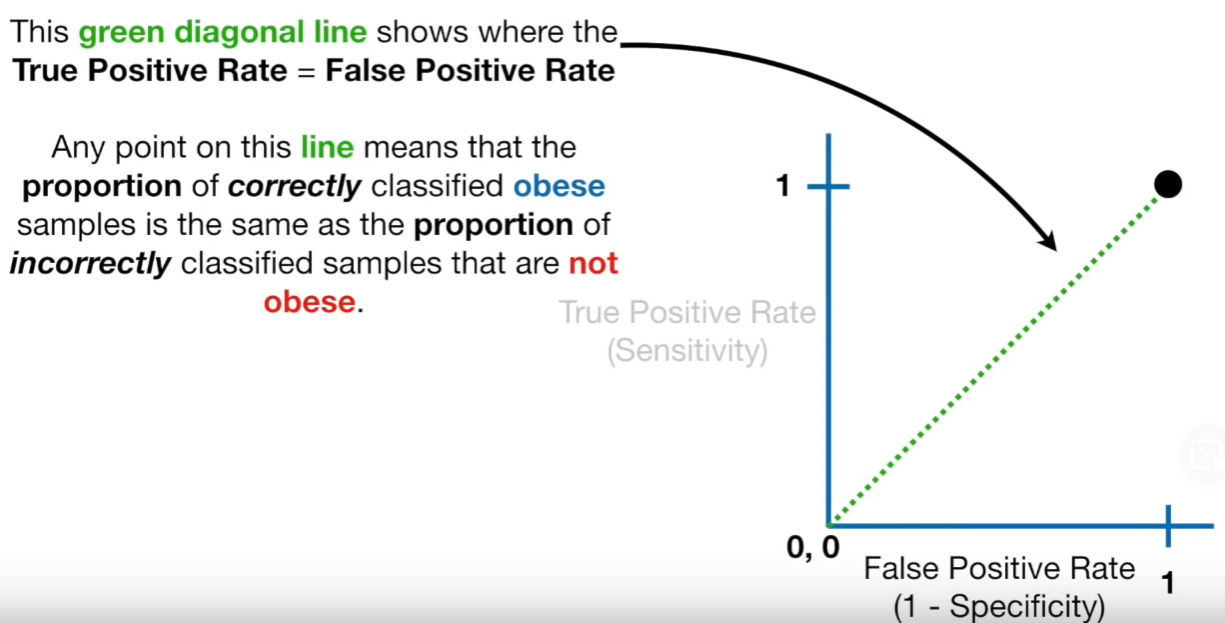 This green diagonal line shows where the
True Positive Rate = False Positive Rate
Any point on this line means that the
proportion of correctly classified obese
samples is the same as the proportion of
incorrectly classified samples that are not
obese.
True Positive Rate
(Sensitivity)
1
0, 0
False Positive Rate
(1 - Specificity)
1